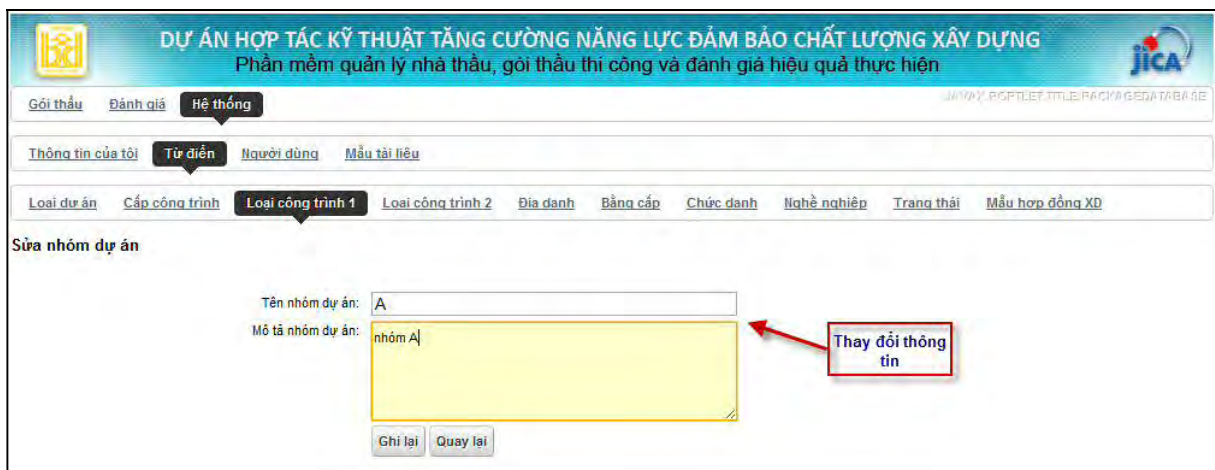 DỰ ÁN HỢP TÁC KỸ THUẬT TĂNG CƯỜNG NĂNG LỰC ĐẢM BẢO CHẤT LƯỢNG XÂY DỰNG
Phần mềm quản lý nhà thầu, gói thầu thi công và đánh giá hiệu quả thực hiện
jICA
Gói thầu Đánh giá Hệ thống JAVAX.PORTLET.TITLE.PACKAGEDATABASE
Thông tin của tôi Từ điển Người dùng Mẫu tài liệu
Loại dự án Cấp công trình Loại công trình 1 Loại công trình 2 Địa danh Bằng cấp Chức danh Nghề nghiệp Trạng thái Mẫu hợp đồng XD
Sửa nhóm dự án
Tên nhóm dự án: A
Mô tả nhóm dự án: nhóm A
Thay đổi thông
tin
Ghi lại Quay lại